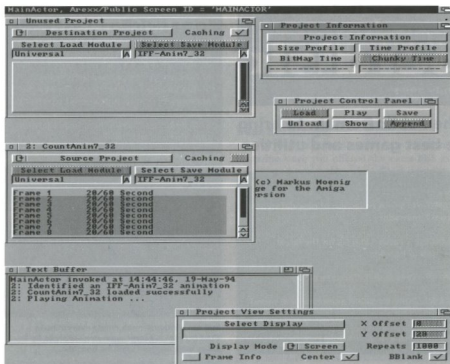 MainActor, Arexx/Public Screen ID = 'MAINACTOR'
Unused Project
Destination Project Caching
Select Load Module Select Save Module
Universal A IFF-Anim7_32 A
Project Information
Project Information
Size Profile Time Profile
BitMap Time Chunky Time
Project Control Panel
Load Play Save
Unload Show Append
2: CountAnim7_32
Source Project Caching
Select Load Module Select Save Module
Universal A IFF-Anim7_32 A
Frame 1 20/60 Second
Frame 2 20/60 Second
Frame 3 20/60 Second
Frame 4 20/60 Second
Frame 5 20/60 Second
Frame 6 20/60 Second
Frame 7 20/60 Second
Frame 8 20/60 Second
(c) Markus Moenig
ge for the Amiga
ersion
Text Buffer
MainActor invoked at 14:44:46, 19-May-94
2: Identified an IFF-Anim7_32 animation
2: CountAnim7_32 loaded successfully
2: Playing Animation ...
Project View Settings
Select Display X Offset 0
Y Offset 28
Display Mode Screen Repeats 1000
Frame Info Center BBlank